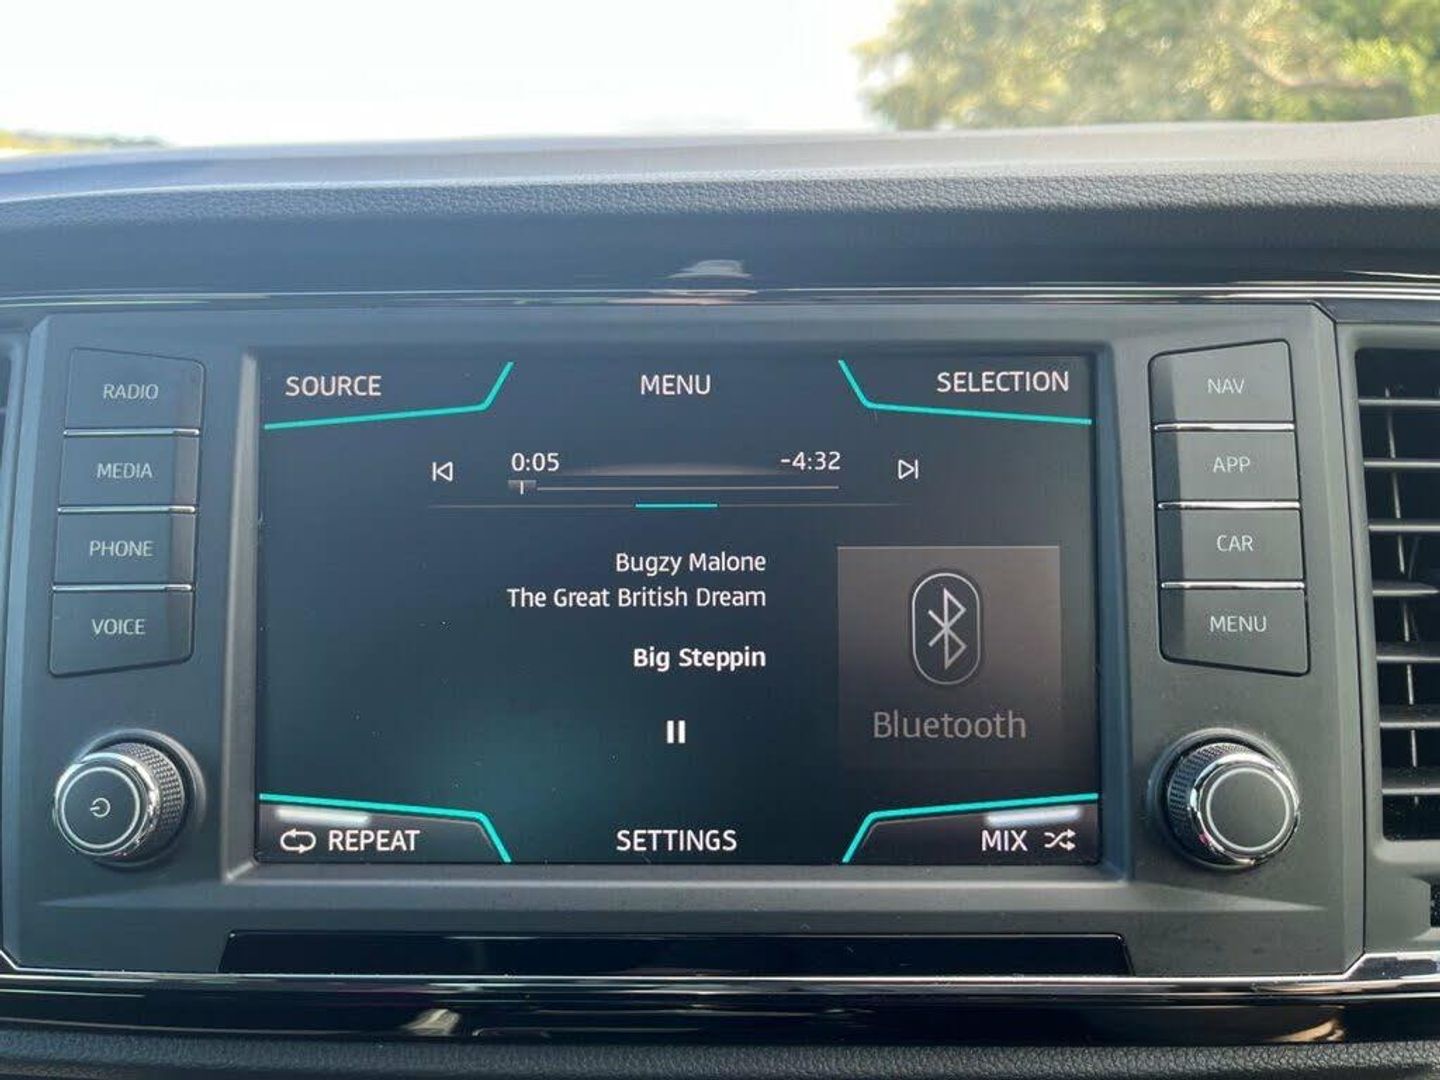 RADIO
MEDIA
PHONE
VOICE
SOURCE
MENU
SELECTION
0:05
-4:32
Bugzy Malone
The Great British Dream
Big Steppin
Bluetooth
REPEAT
SETTINGS
MIX
NAV
APP
CAR
MENU